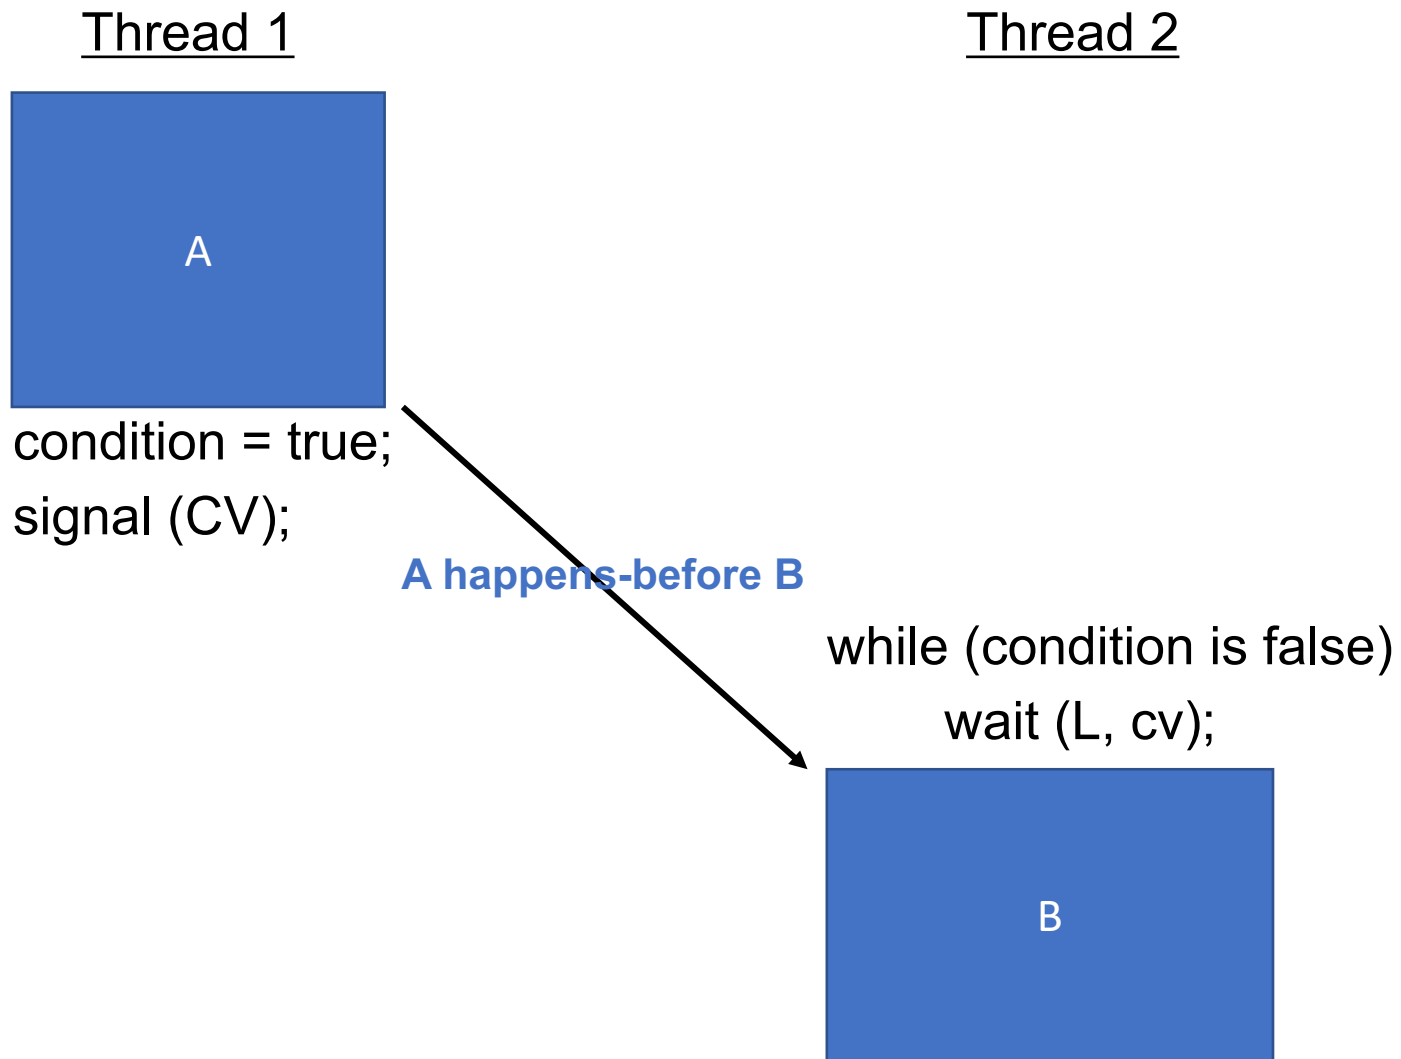 Thread 1
Thread 2
A
condition = true;
signal (CV);
A happens-before B
while (condition is false)
wait (L, cv);
B